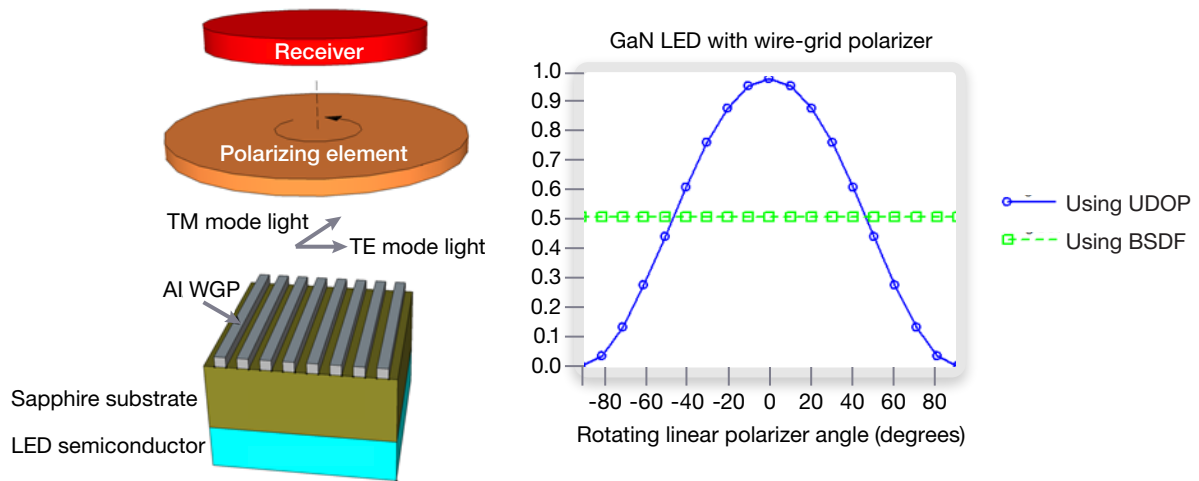 Receiver
Polarizing element
TM mode light
TE mode light
Al WGP
Sapphire substrate
LED semiconductor
GaN LED with wire-grid polarizer
1.0
0.9
0.8
0.7
0.6
0.5
0.4
0.3
0.2
0.1
0.0
-80 -60 -40 -20 0 20 40 60 80
Rotating linear polarizer angle (degrees)
Using UDOP
Using BSDF